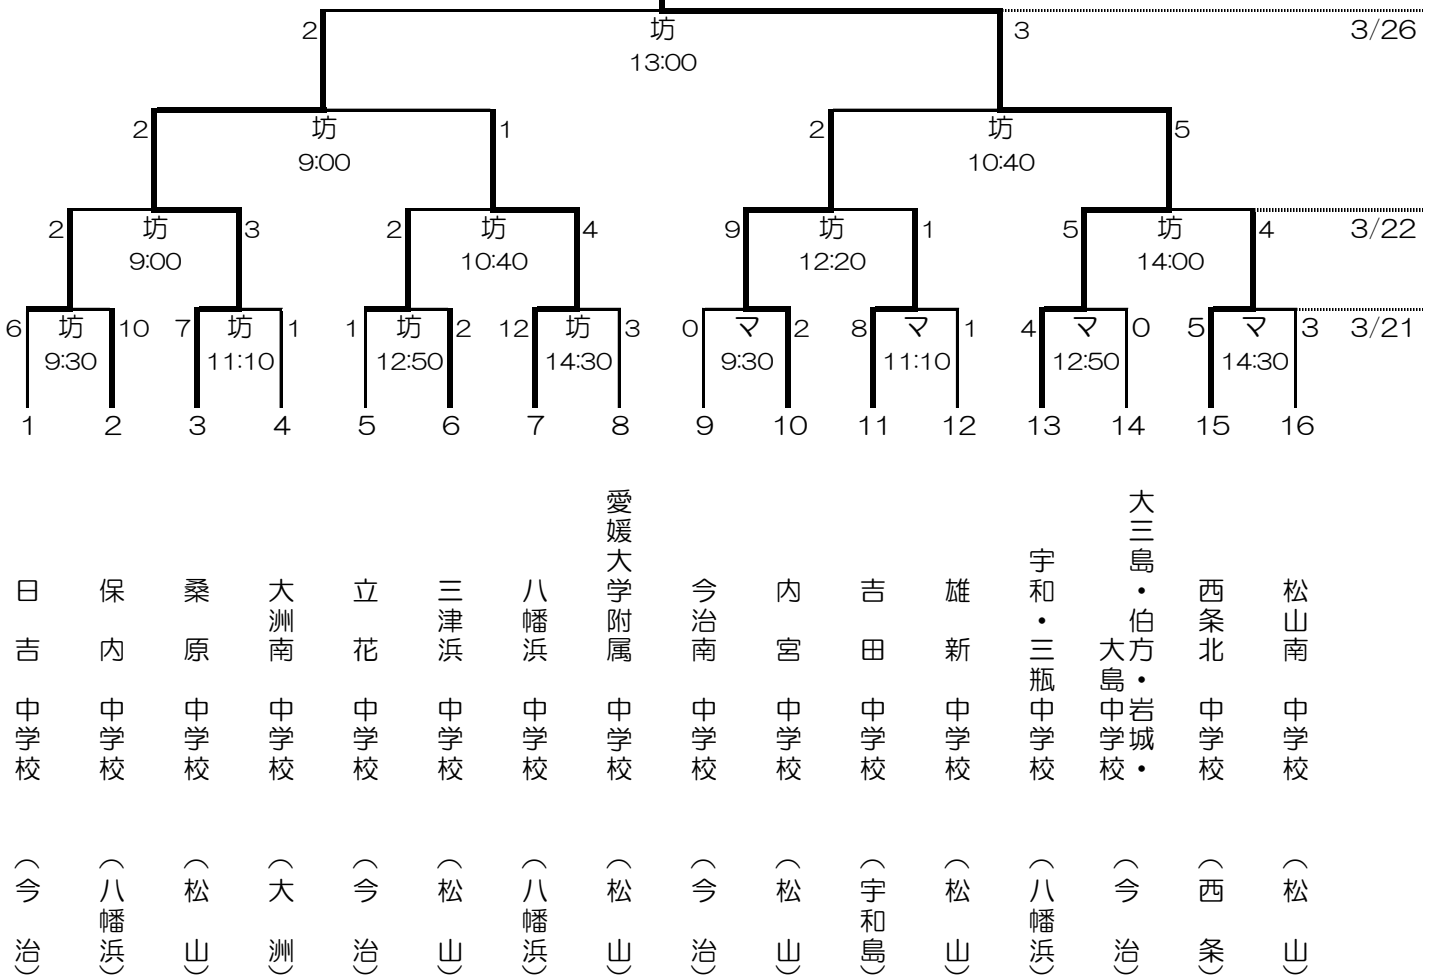 2 坊 3 3/26
13:00
2 坊 1 2 坊 5
9:00 10:40
2 坊 3 2 坊 4 9 坊 1 5 坊 4 3/22
9:00 10:40 12:20 14:00
6 坊 10 7 坊 1 1 坊 2 12 坊 3 0 マ 2 8 マ 1 4 マ 0 5 マ 3 3/21
9:30 11:10 12:50 14:30 9:30 11:10 12:50 14:30
1 2 3 4 5 6 7 8 9 10 11 12 13 14 15 16
日吉中学校(今治)
保内中学校(八幡浜)
桑原中学校(松山)
大洲南中学校(大洲)
立花中学校(今治)
三津浜中学校(松山)
八幡浜中学校(八幡浜)
愛媛大学附属中学校(松山)
今治南中学校(今治)
内宮中学校(松山)
吉田中学校(宇和島)
雄新中学校(松山)
宇和・三瓶中学校(八幡浜)
大三島・伯方・岩城・
大島中学校(今治)
西条北中学校(西条)
松山南中学校(松山)